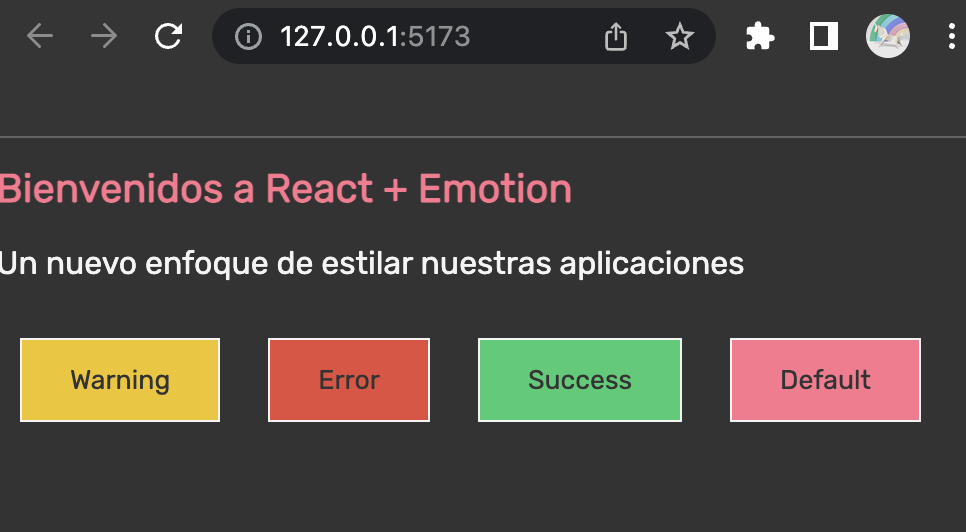 127.0.0.1:5173
Bienvenidos a React + Emotion
Un nuevo enfoque de estilar nuestras aplicaciones
Warning
Error
Success
Default